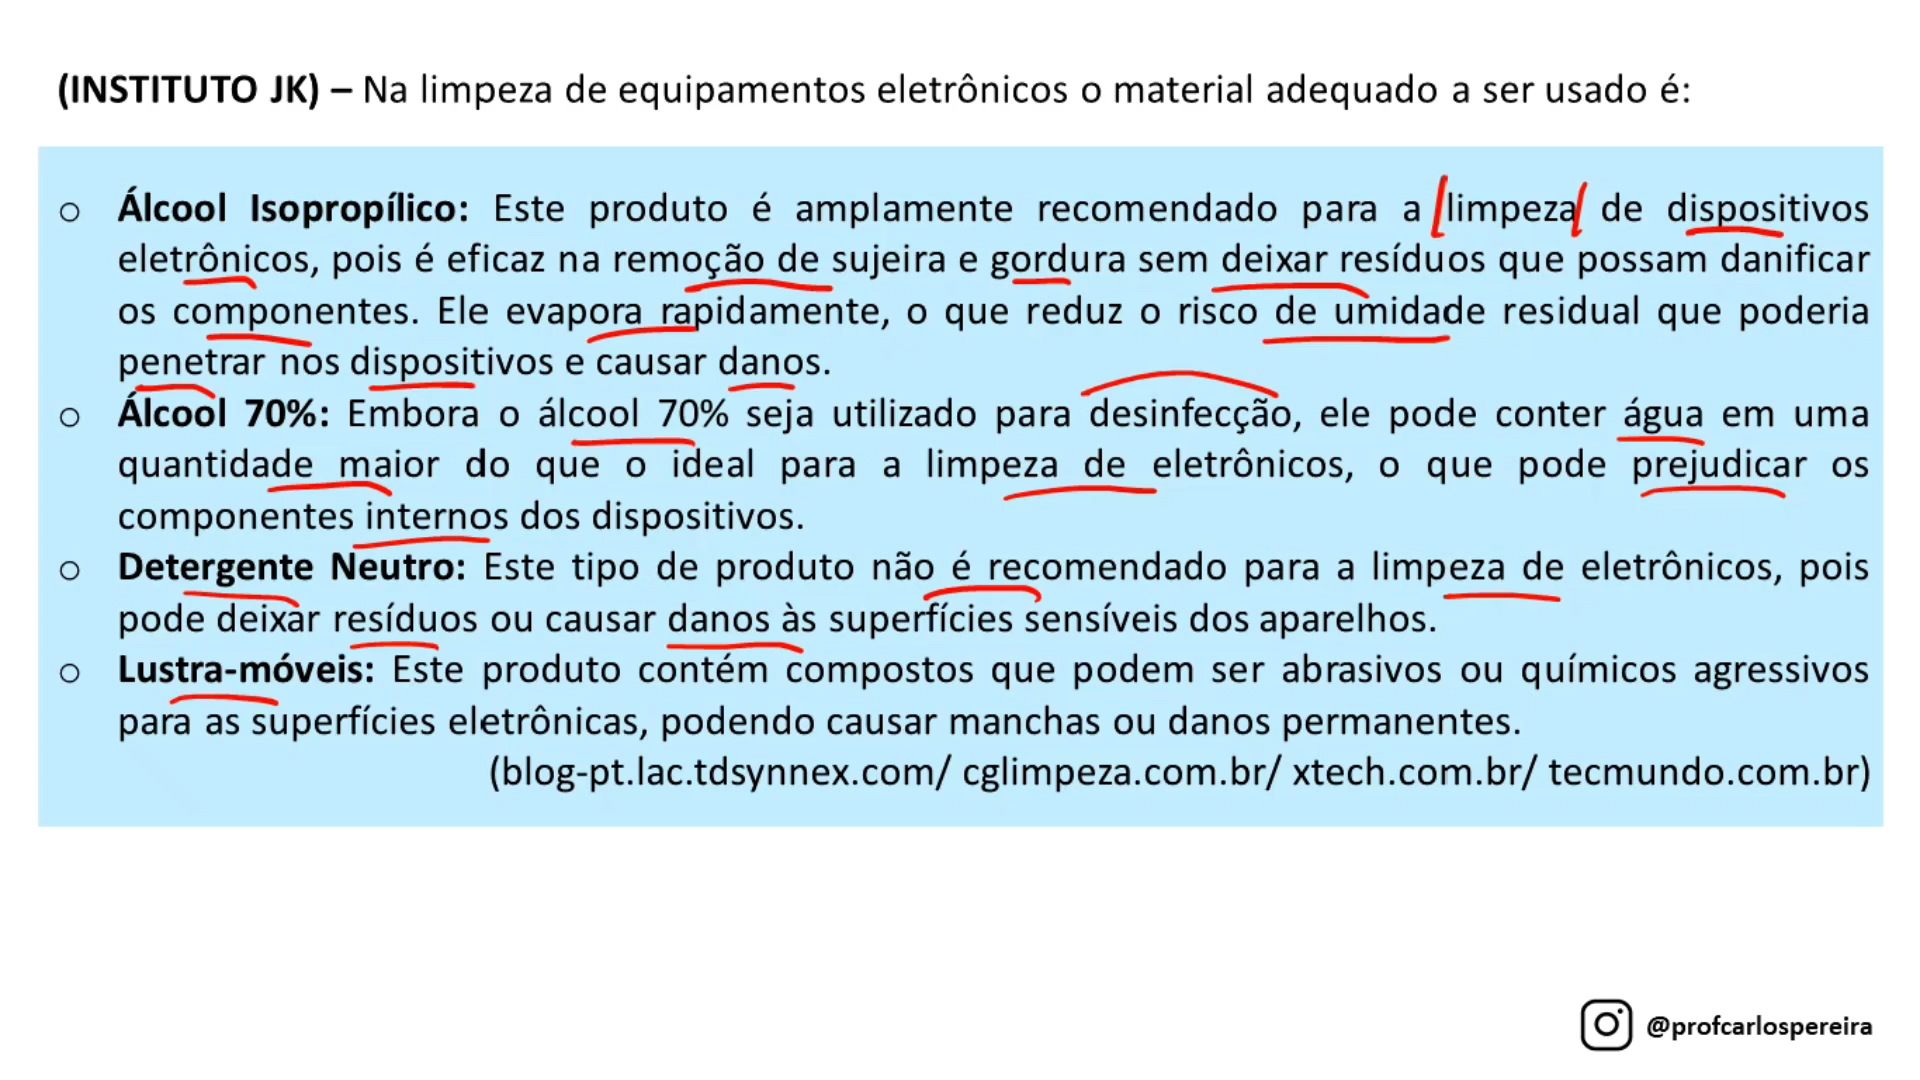 (INSTITUTO JK) – Na limpeza de equipamentos eletrônicos o material adequado a ser usado é:
o Álcool Isopropílico: Este produto é amplamente recomendado para a limpeza de dispositivos
eletrônicos, pois é eficaz na remoção de sujeira e gordura sem deixar resíduos que possam danificar
os componentes. Ele evapora rapidamente, o que reduz o risco de umidade residual que poderia
penetrar nos dispositivos e causar danos.
o Álcool 70%: Embora o álcool 70% seja utilizado para desinfecção, ele pode conter água em uma
quantidade maior do que o ideal para a limpeza de eletrônicos, o que pode prejudicar os
componentes internos dos dispositivos.
o Detergente Neutro: Este tipo de produto não é recomendado para a limpeza de eletrônicos, pois
pode deixar resíduos ou causar danos às superfícies sensíveis dos aparelhos.
o Lustra-móveis: Este produto contém compostos que podem ser abrasivos ou químicos agressivos
para as superfícies eletrônicas, podendo causar manchas ou danos permanentes.
(blog-pt.lac.tdsynnex.com/ cglimpeza.com.br/ xtech.com.br/ tecmundo.com.br)
@profcarlospereira